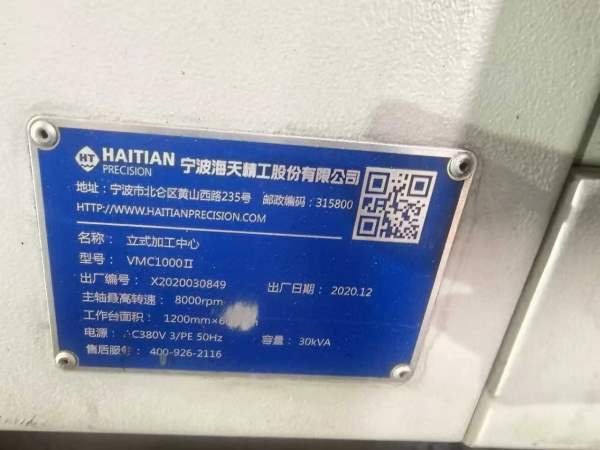 HT HAITIAN PRECISION 宁波海天精工股份有限公司
地址：宁波市北仑区黄山西路235号 邮政编码：315800
HTTP://WWW.HAITIANPRECISION.COM
名称： 立式加工中心
型号： VMC1000Ⅱ
出厂编号： X2020030849 出厂日期： 2020.12
主轴最高转速： 8000rpm
工作台面积： 1200mm×
电源： AC380V 3/PE 50Hz 容量： 30kVA
售后服务： 400-926-2116